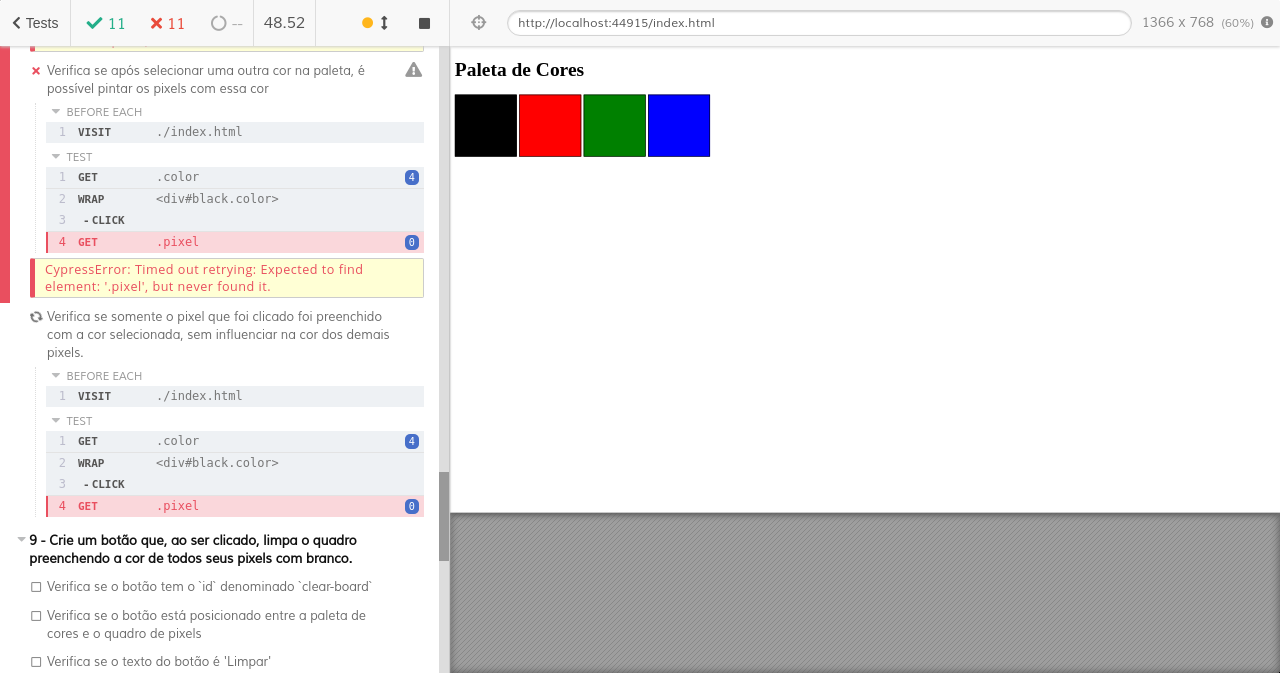 Tests
11
11
--
48.52
http://localhost:44915/index.html
1366 x 768 (60%)
Verifica se após selecionar uma outra cor na paleta, é
possível pintar os pixels com essa cor
BEFORE EACH
1 VISIT ./index.html
TEST
1 GET .color 4
2 WRAP <div#black.color>
3 - CLICK
4 GET .pixel 0
CypressError: Timed out retrying: Expected to find
element: '.pixel', but never found it.
Verifica se somente o pixel que foi clicado foi preenchido
com a cor selecionada, sem influenciar na cor dos demais
pixels.
BEFORE EACH
1 VISIT ./index.html
TEST
1 GET .color 4
2 WRAP <div#black.color>
3 - CLICK
4 GET .pixel 0
9 - Crie um botão que, ao ser clicado, limpa o quadro
preenchendo a cor de todos seus pixels com branco.
Verifica se o botão tem o `id` denominado `clear-board`
Verifica se o botão está posicionado entre a paleta de
cores e o quadro de pixels
Verifica se o texto do botão é 'Limpar'
Paleta de Cores